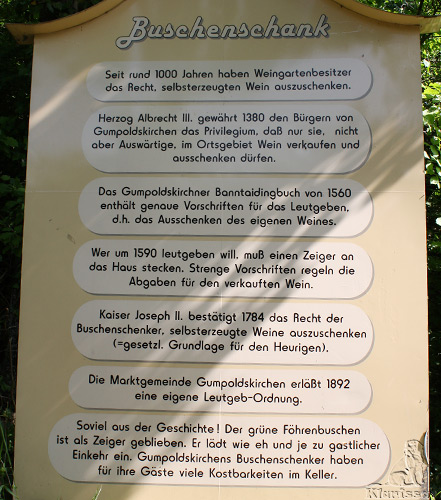 Buschenschank
Seit rund 1000 Jahren haben Weingartenbesitzer
das Recht, selbsterzeugten Wein auszuschenken.
Herzog Albrecht III. gewährt 1380 den Bürgern von
Gumpoldskirchen das Privilegium, daß nur sie, nicht
aber Auswärtige, im Ortsgebiet Wein verkaufen und
ausschenken dürfen.
Das Gumpoldskirchner Banntaidingbuch von 1560
enthält genaue Vorschriften für das Leutgeben,
d.h. das Ausschenken des eigenen Weines.
Wer um 1590 leutgeben will, muß einen Zeiger an
das Haus stecken. Strenge Vorschriften regeln die
Abgaben für den verkauften Wein.
Kaiser Joseph II. bestätigt 1784 das Recht der
Buschenschenker, selbsterzeugte Weine auszuschenken
(=gesetzl. Grundlage für den Heurigen).
Die Marktgemeinde Gumpoldskirchen erläßt 1892
eine eigene Leutgeb-Ordnung.
Soviel aus der Geschichte! Der grüne Föhrenbuschen
ist als Zeiger geblieben. Er lädt wie eh und je zu gastlicher
Einkehr ein. Gumpoldskirchens Buschenschenker haben
für ihre Gäste viele Kostbarkeiten im Keller.